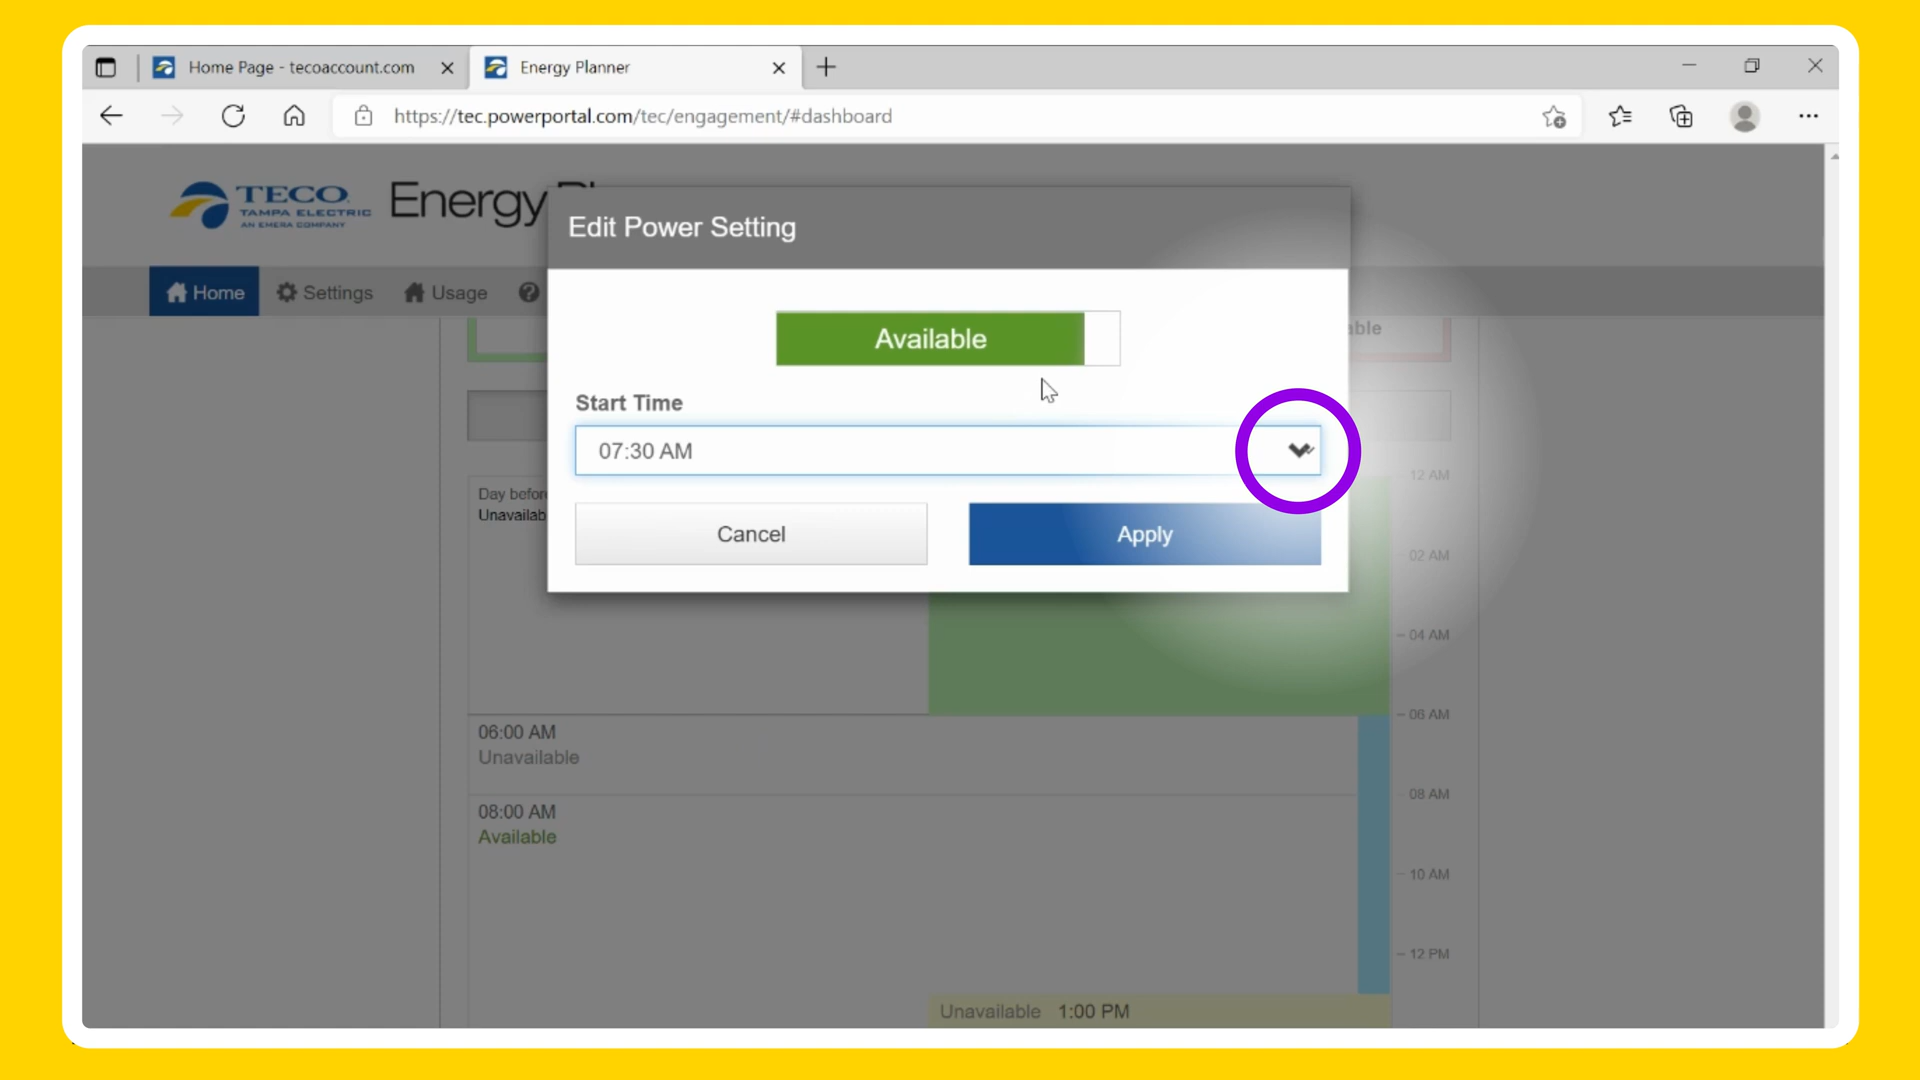 Home Page - tecoaccount.com
Energy Planner
https://tec.powerportal.com/tec/engagement/#dashboard
TECO
TAMPA ELECTRIC
AN EMERA COMPANY
Energy
Edit Power Setting
Home
Settings
Usage
Available
Start Time
07:30 AM
Cancel
Apply
Day before
Unavailab
12 AM
02 AM
04 AM
06 AM
06:00 AM
Unavailable
08 AM
08:00 AM
Available
10 AM
12 PM
Unavailable 1:00 PM